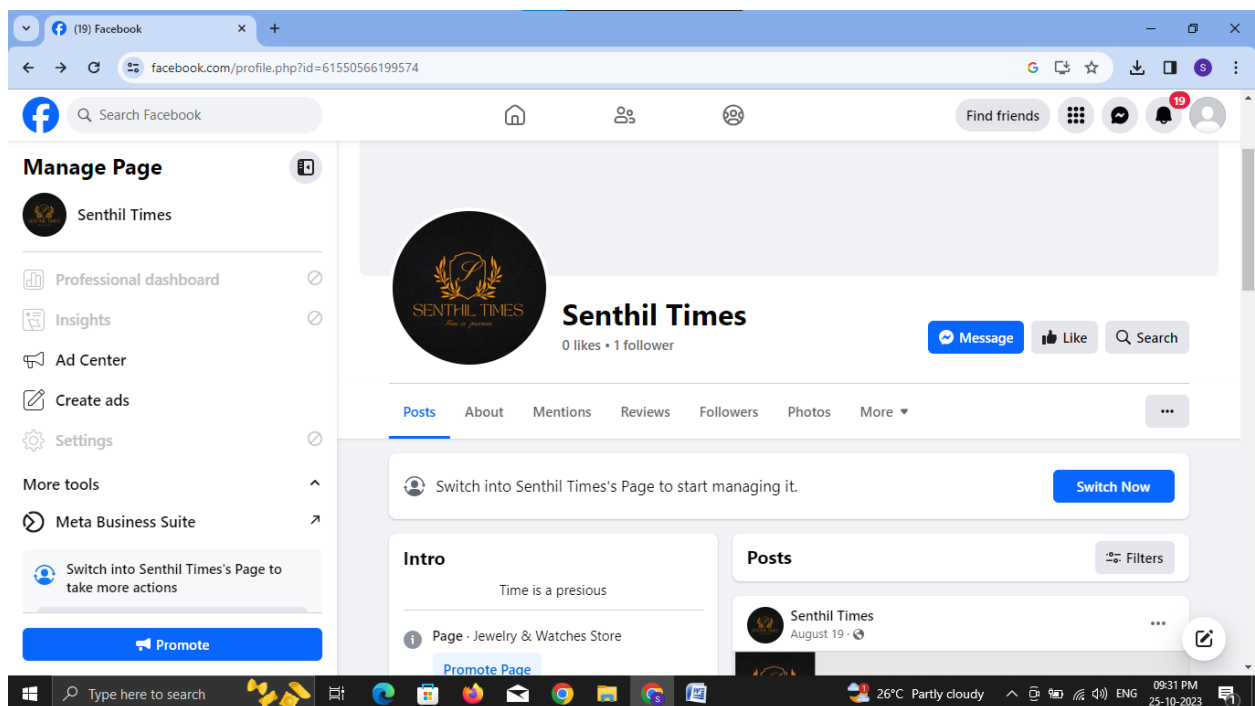 (19) Facebook
facebook.com/profile.php?id=61550566199574
G
S
Search Facebook
Find friends
19
Manage Page
Senthil Times
Professional dashboard
Insights
Ad Center
Create ads
Settings
More tools
Meta Business Suite
Switch into Senthil Times's Page to
take more actions
Promote
SENTHIL TIMES
Time is precious
Senthil Times
0 likes • 1 follower
Message
Like
Search
Posts About Mentions Reviews Followers Photos More
Switch into Senthil Times's Page to start managing it.
Switch Now
Intro
Time is a presious
Page · Jewelry & Watches Store
Promote Page
Posts
Filters
Senthil Times
August 19
Type here to search
26°C Partly cloudy
ENG
09:31 PM
25-10-2023
1